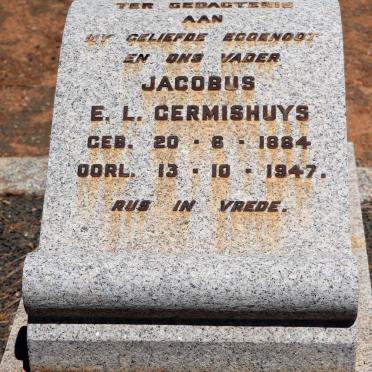 TER GEDAGTENIS
AAN
MY GELIEFDE EGGENOOT
EN ONS VADER
JACOBUS
E. L. GERMISHUYS
GEB. 20 - 6 - 1884
OORL. 13 - 10 - 1947.
RUS IN VREDE.